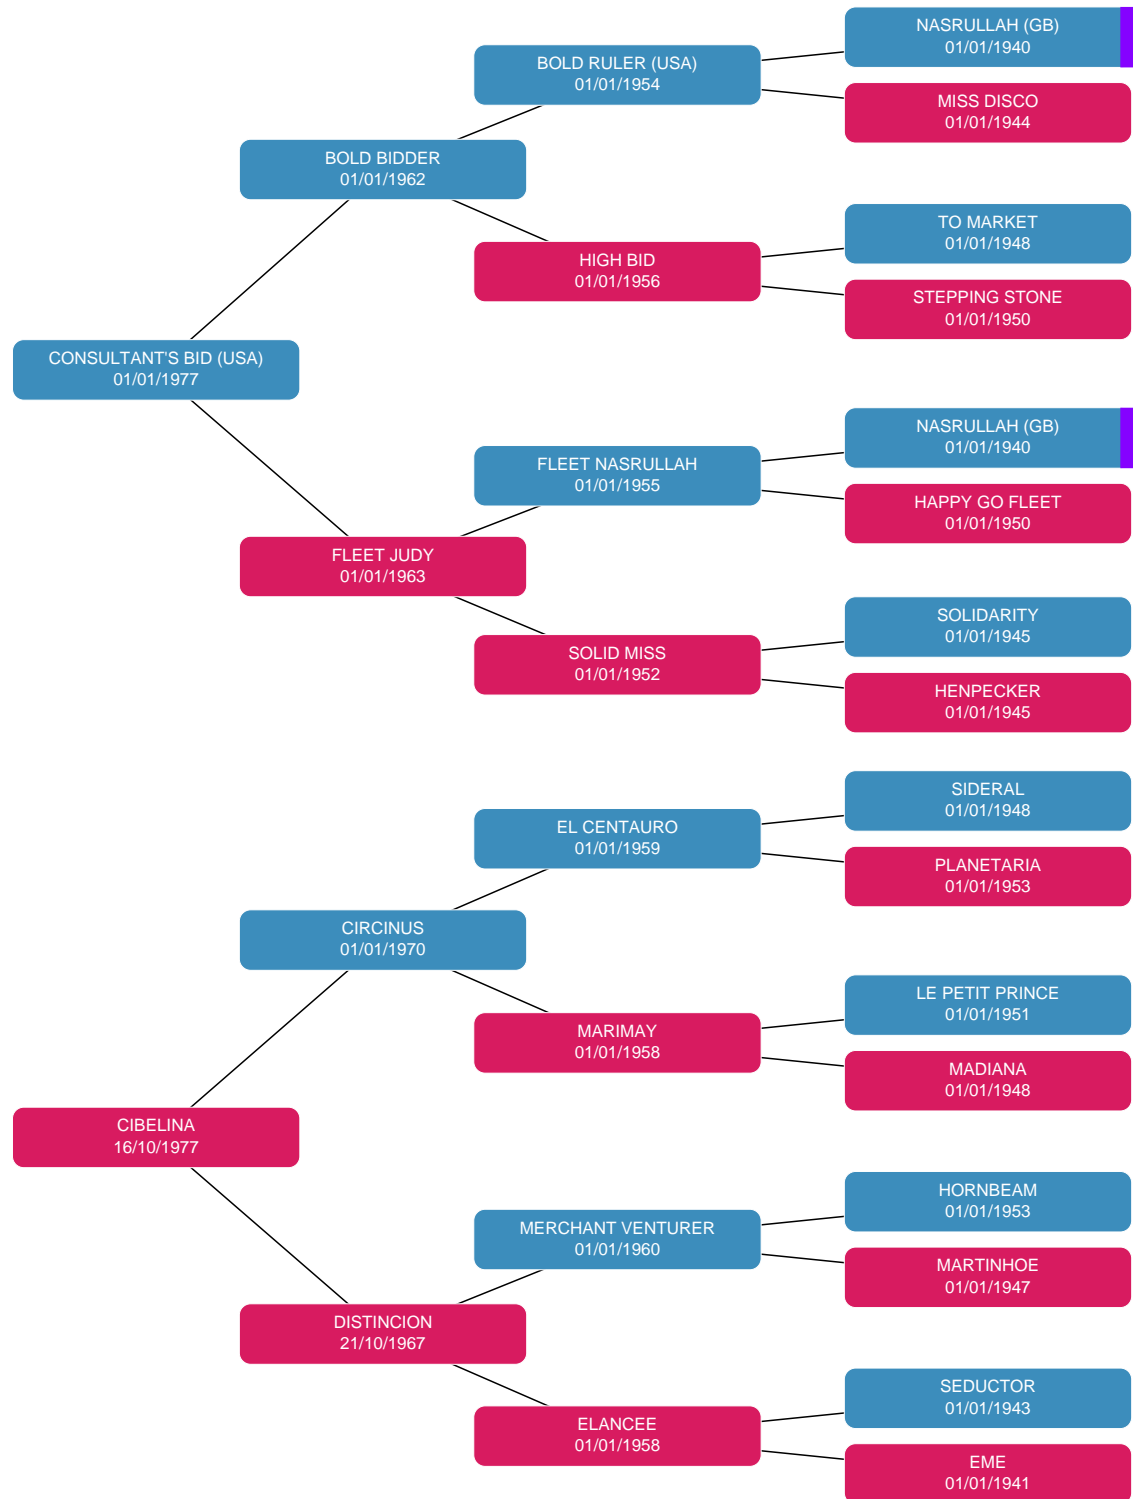 NASRULLAH (GB)
01/01/1940
BOLD RULER (USA)
01/01/1954
MISS DISCO
01/01/1944
BOLD BIDDER
01/01/1962
TO MARKET
01/01/1948
HIGH BID
01/01/1956
STEPPING STONE
01/01/1950
CONSULTANT'S BID (USA)
01/01/1977
NASRULLAH (GB)
01/01/1940
FLEET NASRULLAH
01/01/1955
HAPPY GO FLEET
01/01/1950
FLEET JUDY
01/01/1963
SOLIDARITY
01/01/1945
SOLID MISS
01/01/1952
HENPECKER
01/01/1945
SIDERAL
01/01/1948
EL CENTAURO
01/01/1959
PLANETARIA
01/01/1953
CIRCINUS
01/01/1970
LE PETIT PRINCE
01/01/1951
MARIMAY
01/01/1958
MADIANA
01/01/1948
CIBELINA
16/10/1977
HORNBEAM
01/01/1953
MERCHANT VENTURER
01/01/1960
MARTINHOE
01/01/1947
DISTINCION
21/10/1967
SEDUCTOR
01/01/1943
ELANCEE
01/01/1958
EME
01/01/1941